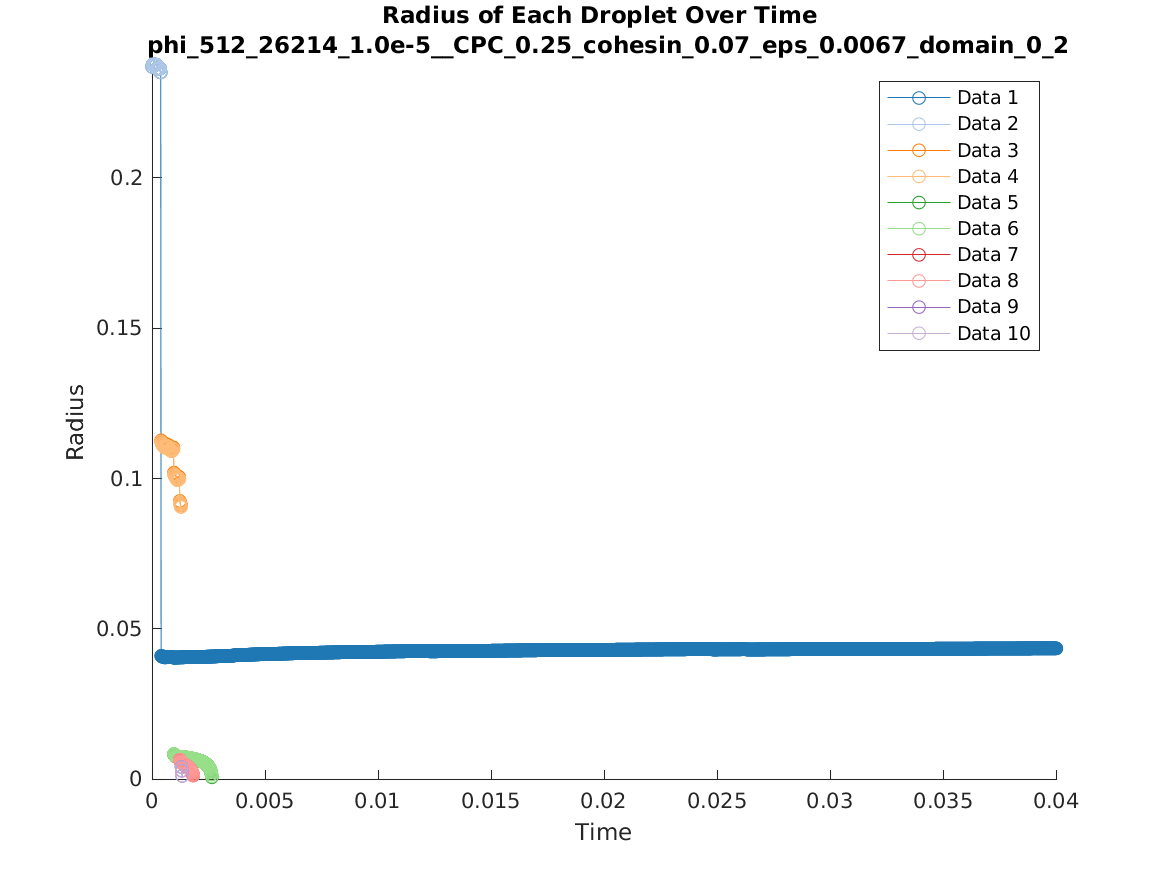 Radius of Each Droplet Over Time
phi_512_26214_1.0e-5__CPC_0.25_cohesin_0.07_eps_0.0067_domain_0_2
Data 1
Data 2
Data 3
Data 4
Data 5
Data 6
Data 7
Data 8
Data 9
Data 10
0.2
0.15
0.1
0.05
0
Radius
0
0.005
0.01
0.015
0.02
0.025
0.03
0.035
0.04
Time